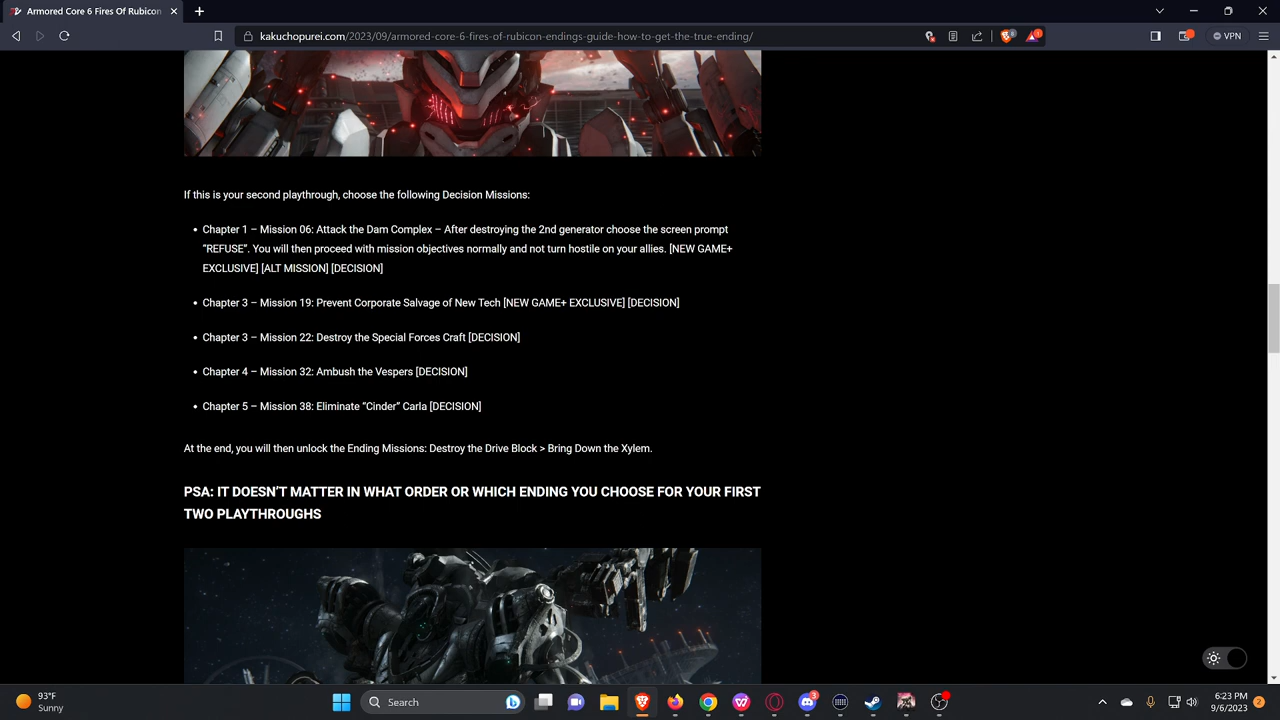 Armored Core 6 Fires Of Rubicon
kakuchopurei.com/2023/09/armored-core-6-fires-of-rubicon-endings-guide-how-to-get-the-true-ending/
8
1
VPN
If this is your second playthrough, choose the following Decision Missions:
• Chapter 1 – Mission 06: Attack the Dam Complex – After destroying the 2nd generator choose the screen prompt
“REFUSE”. You will then proceed with mission objectives normally and not turn hostile on your allies. [NEW GAME+
EXCLUSIVE] [ALT MISSION] [DECISION]
• Chapter 3 – Mission 19: Prevent Corporate Salvage of New Tech [NEW GAME+ EXCLUSIVE] [DECISION]
• Chapter 3 – Mission 22: Destroy the Special Forces Craft [DECISION]
• Chapter 4 – Mission 32: Ambush the Vespers [DECISION]
• Chapter 5 – Mission 38: Eliminate “Cinder” Carla [DECISION]
At the end, you will then unlock the Ending Missions: Destroy the Drive Block > Bring Down the Xylem.
PSA: IT DOESN’T MATTER IN WHAT ORDER OR WHICH ENDING YOU CHOOSE FOR YOUR FIRST
TWO PLAYTHROUGHS
93°F
Sunny
Search
3
6:23 PM
9/6/2023
2